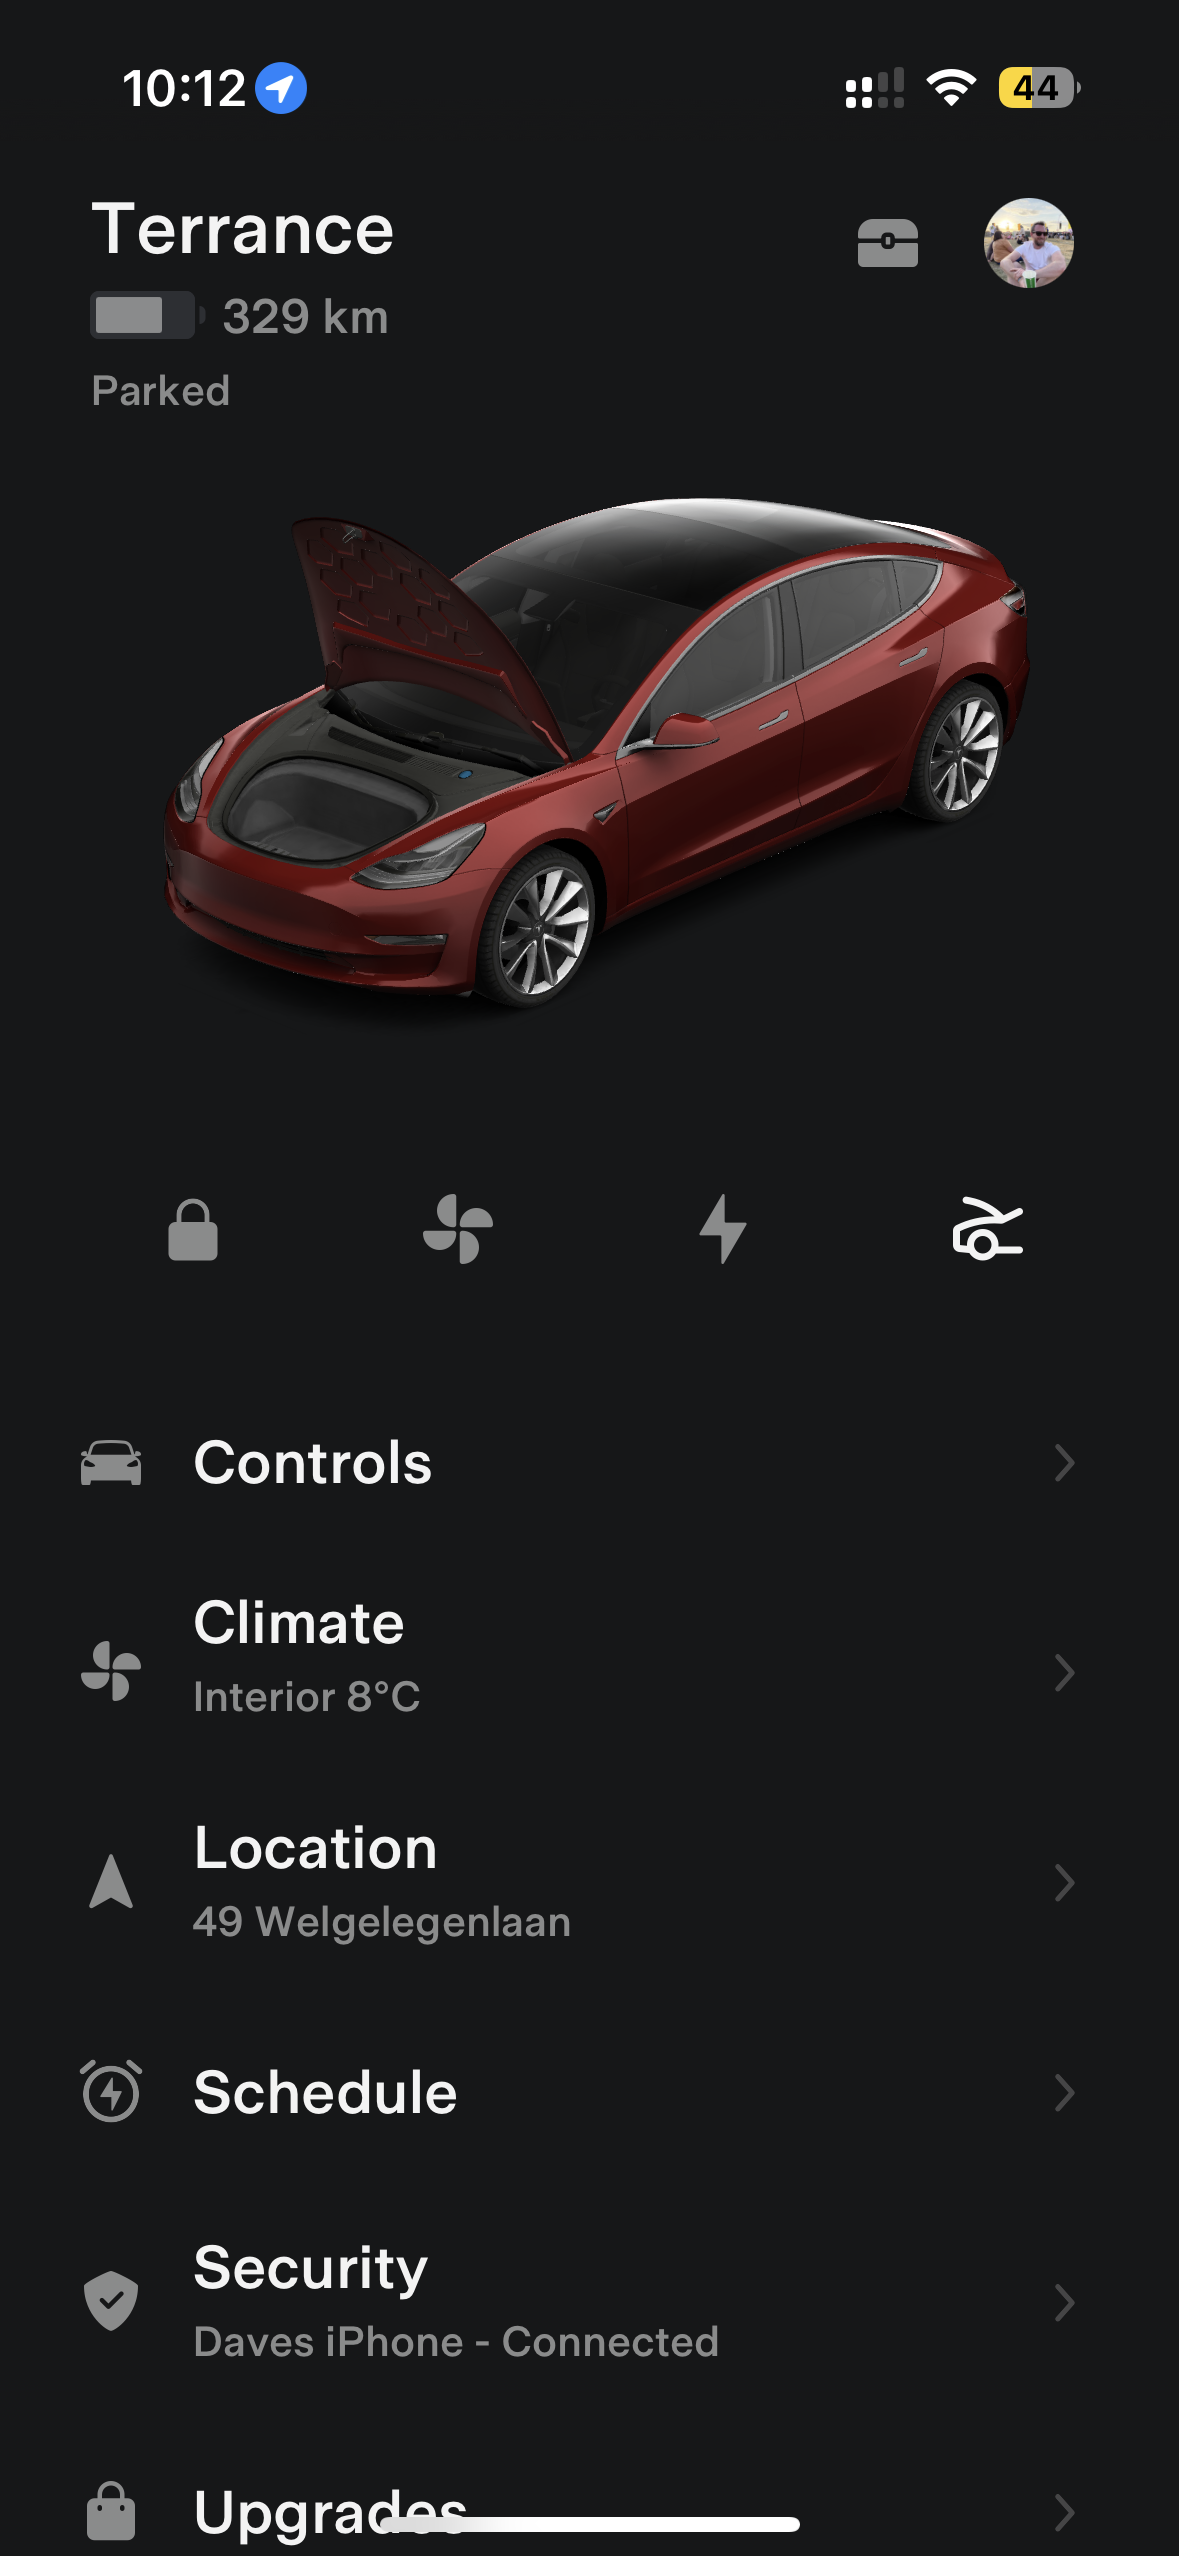 10:12
44
Terrance
329 km
Parked
Controls
Climate
Interior 8°C
Location
49 Welgelegenlaan
Schedule
Security
Daves iPhone - Connected
Upgrades